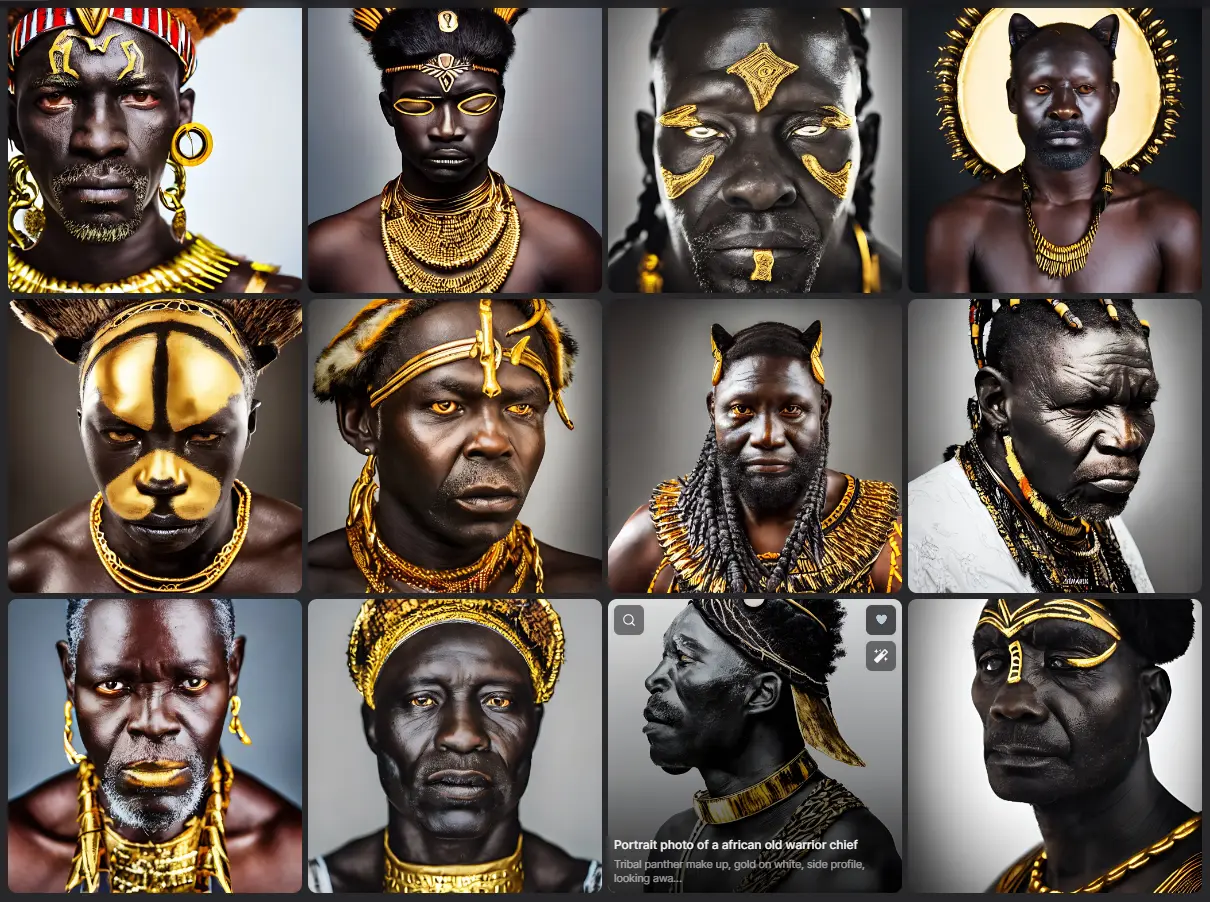 Portrait photo of a african old warrior chief
Tribal panther make up, gold on white, side profile,
looking awa...